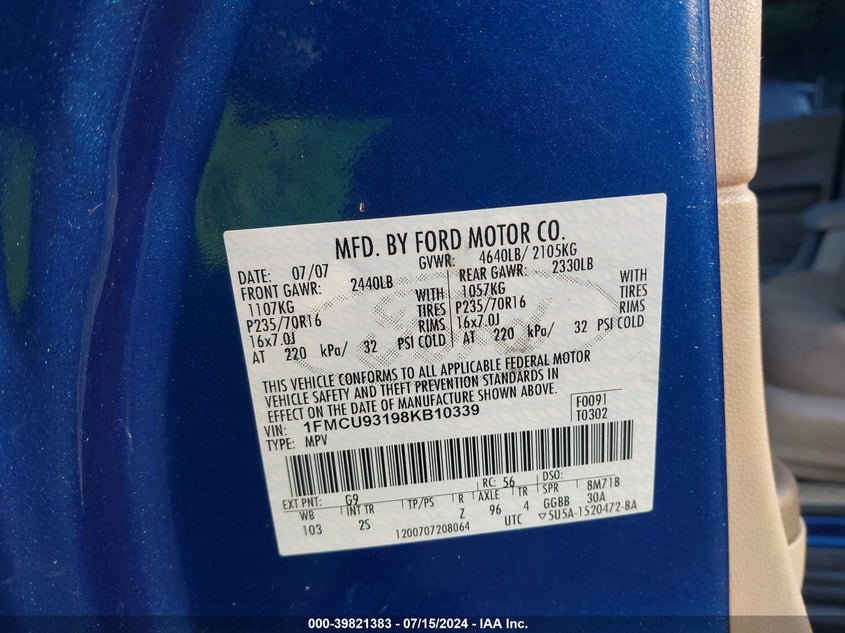 MFD. BY FORD MOTOR CO.
DATE: 07/07 GVWR: 4640LB/ 2105KG
FRONT GAWR: 2440LB REAR GAWR: 2330LB
1107KG WITH 1057KG WITH
P235/70R16 TIRES P235/70R16 TIRES
16x7.0J RIMS 16x7.0J RIMS
AT 220 kPa/ 32 PSI COLD AT 220 kPa/ 32 PSI COLD
THIS VEHICLE CONFORMS TO ALL APPLICABLE FEDERAL MOTOR
VEHICLE SAFETY AND THEFT PREVENTION STANDARDS IN
EFFECT ON THE DATE OF MANUFACTURE SHOWN ABOVE.
VIN: 1FMCU93198KB10339 F0091
TYPE: MPV T0302
EXT PNT: G9 RC: 56 DSO:
WB INT TR TP/PS R AXLE TR SPR 8M71B
103 2S Z 96 4 GGBB 30A
1200707208064 UTC ▽5U5A-1520472-BA
000-39821383 / 07/15/2024 - IAA Inc.